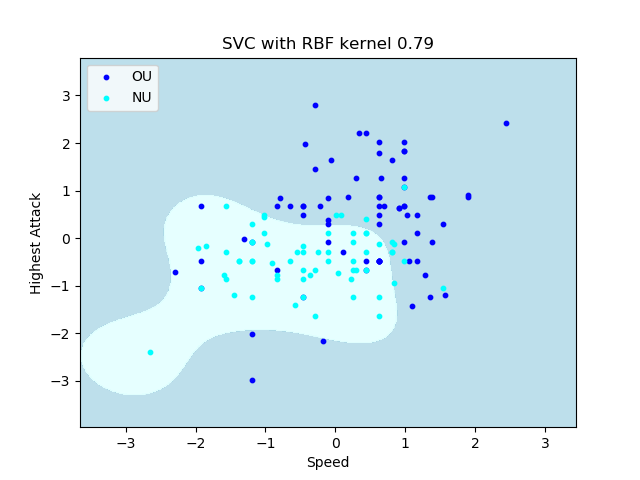 SVC with RBF kernel 0.79
OU
NU
3
2
1
0
−1
−2
−3
Highest Attack
−3 −2 −1 0 1 2 3
Speed